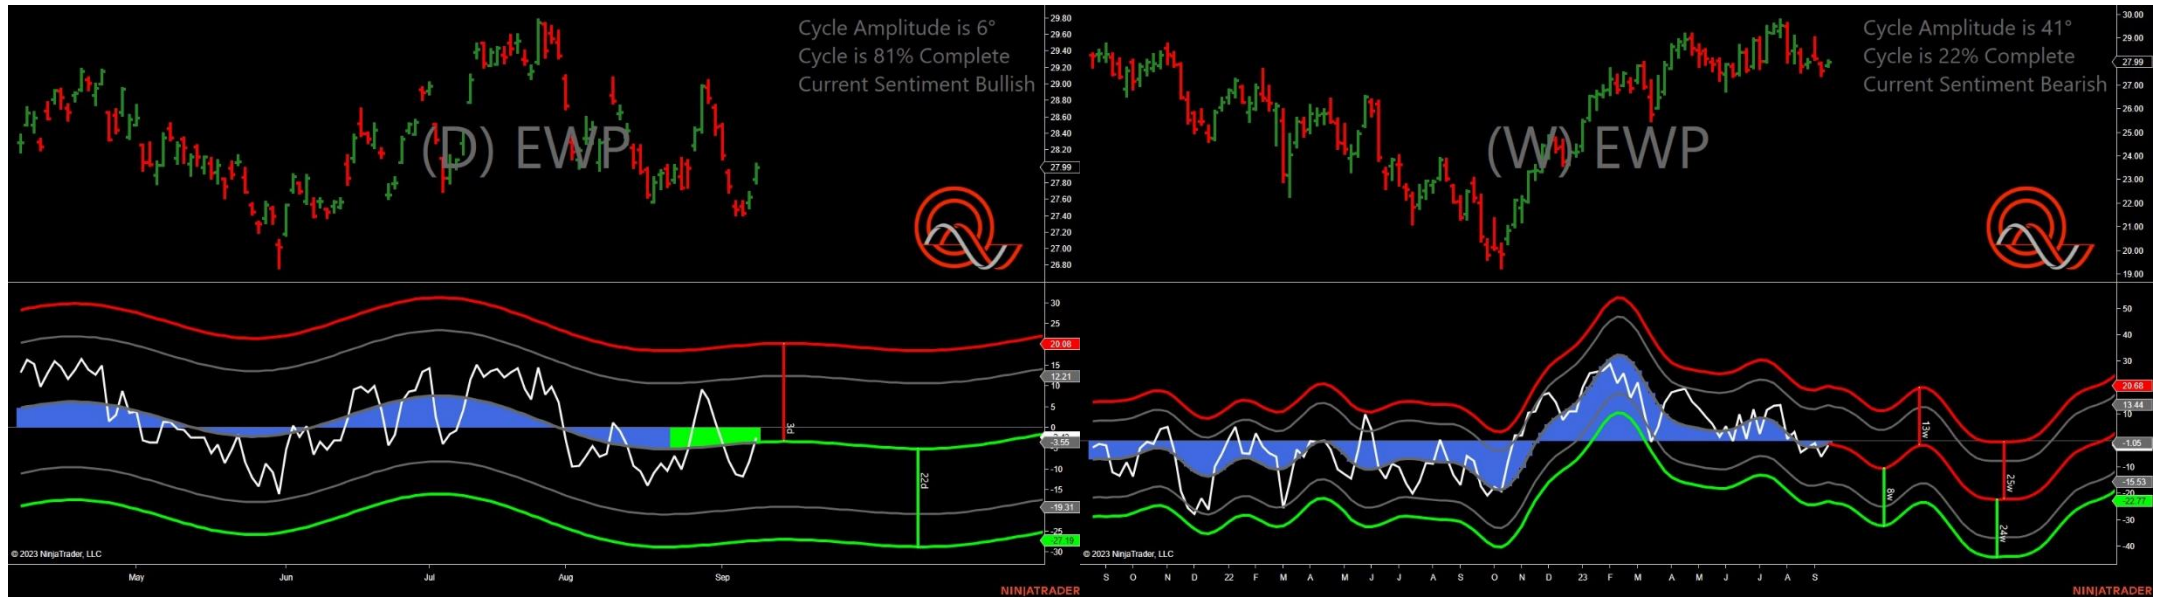 Cycle Amplitude is 6°
Cycle is 81% Complete
Current Sentiment Bullish
(D) EWP
29.80
29.60
29.40
29.20
29.00
28.80
28.60
28.40
28.20
27.99
27.80
27.60
27.40
27.20
27.00
26.80
30
25
20.08
15
12.21
10
5
0
-3.55
-10
-15
-19.31
-25
-27.19
-30
3d
22d
© 2023 NinjaTrader, LLC
May Jun Jul Aug Sep
NINJATRADER
Cycle Amplitude is 41°
Cycle is 22% Complete
Current Sentiment Bearish
(W) EWP
30.00
29.00
27.99
27.00
26.00
25.00
24.00
23.00
22.00
21.00
20.00
19.00
50
40
30
20.68
13.44
10
-1.05
-10
-15.53
-20
-22.77
-30
-40
13w
8w
25w
24w
© 2023 NinjaTrader, LLC
S O N D 22 F M A M J J A S O N D 23 F M A M J J A S
NINJATRADER